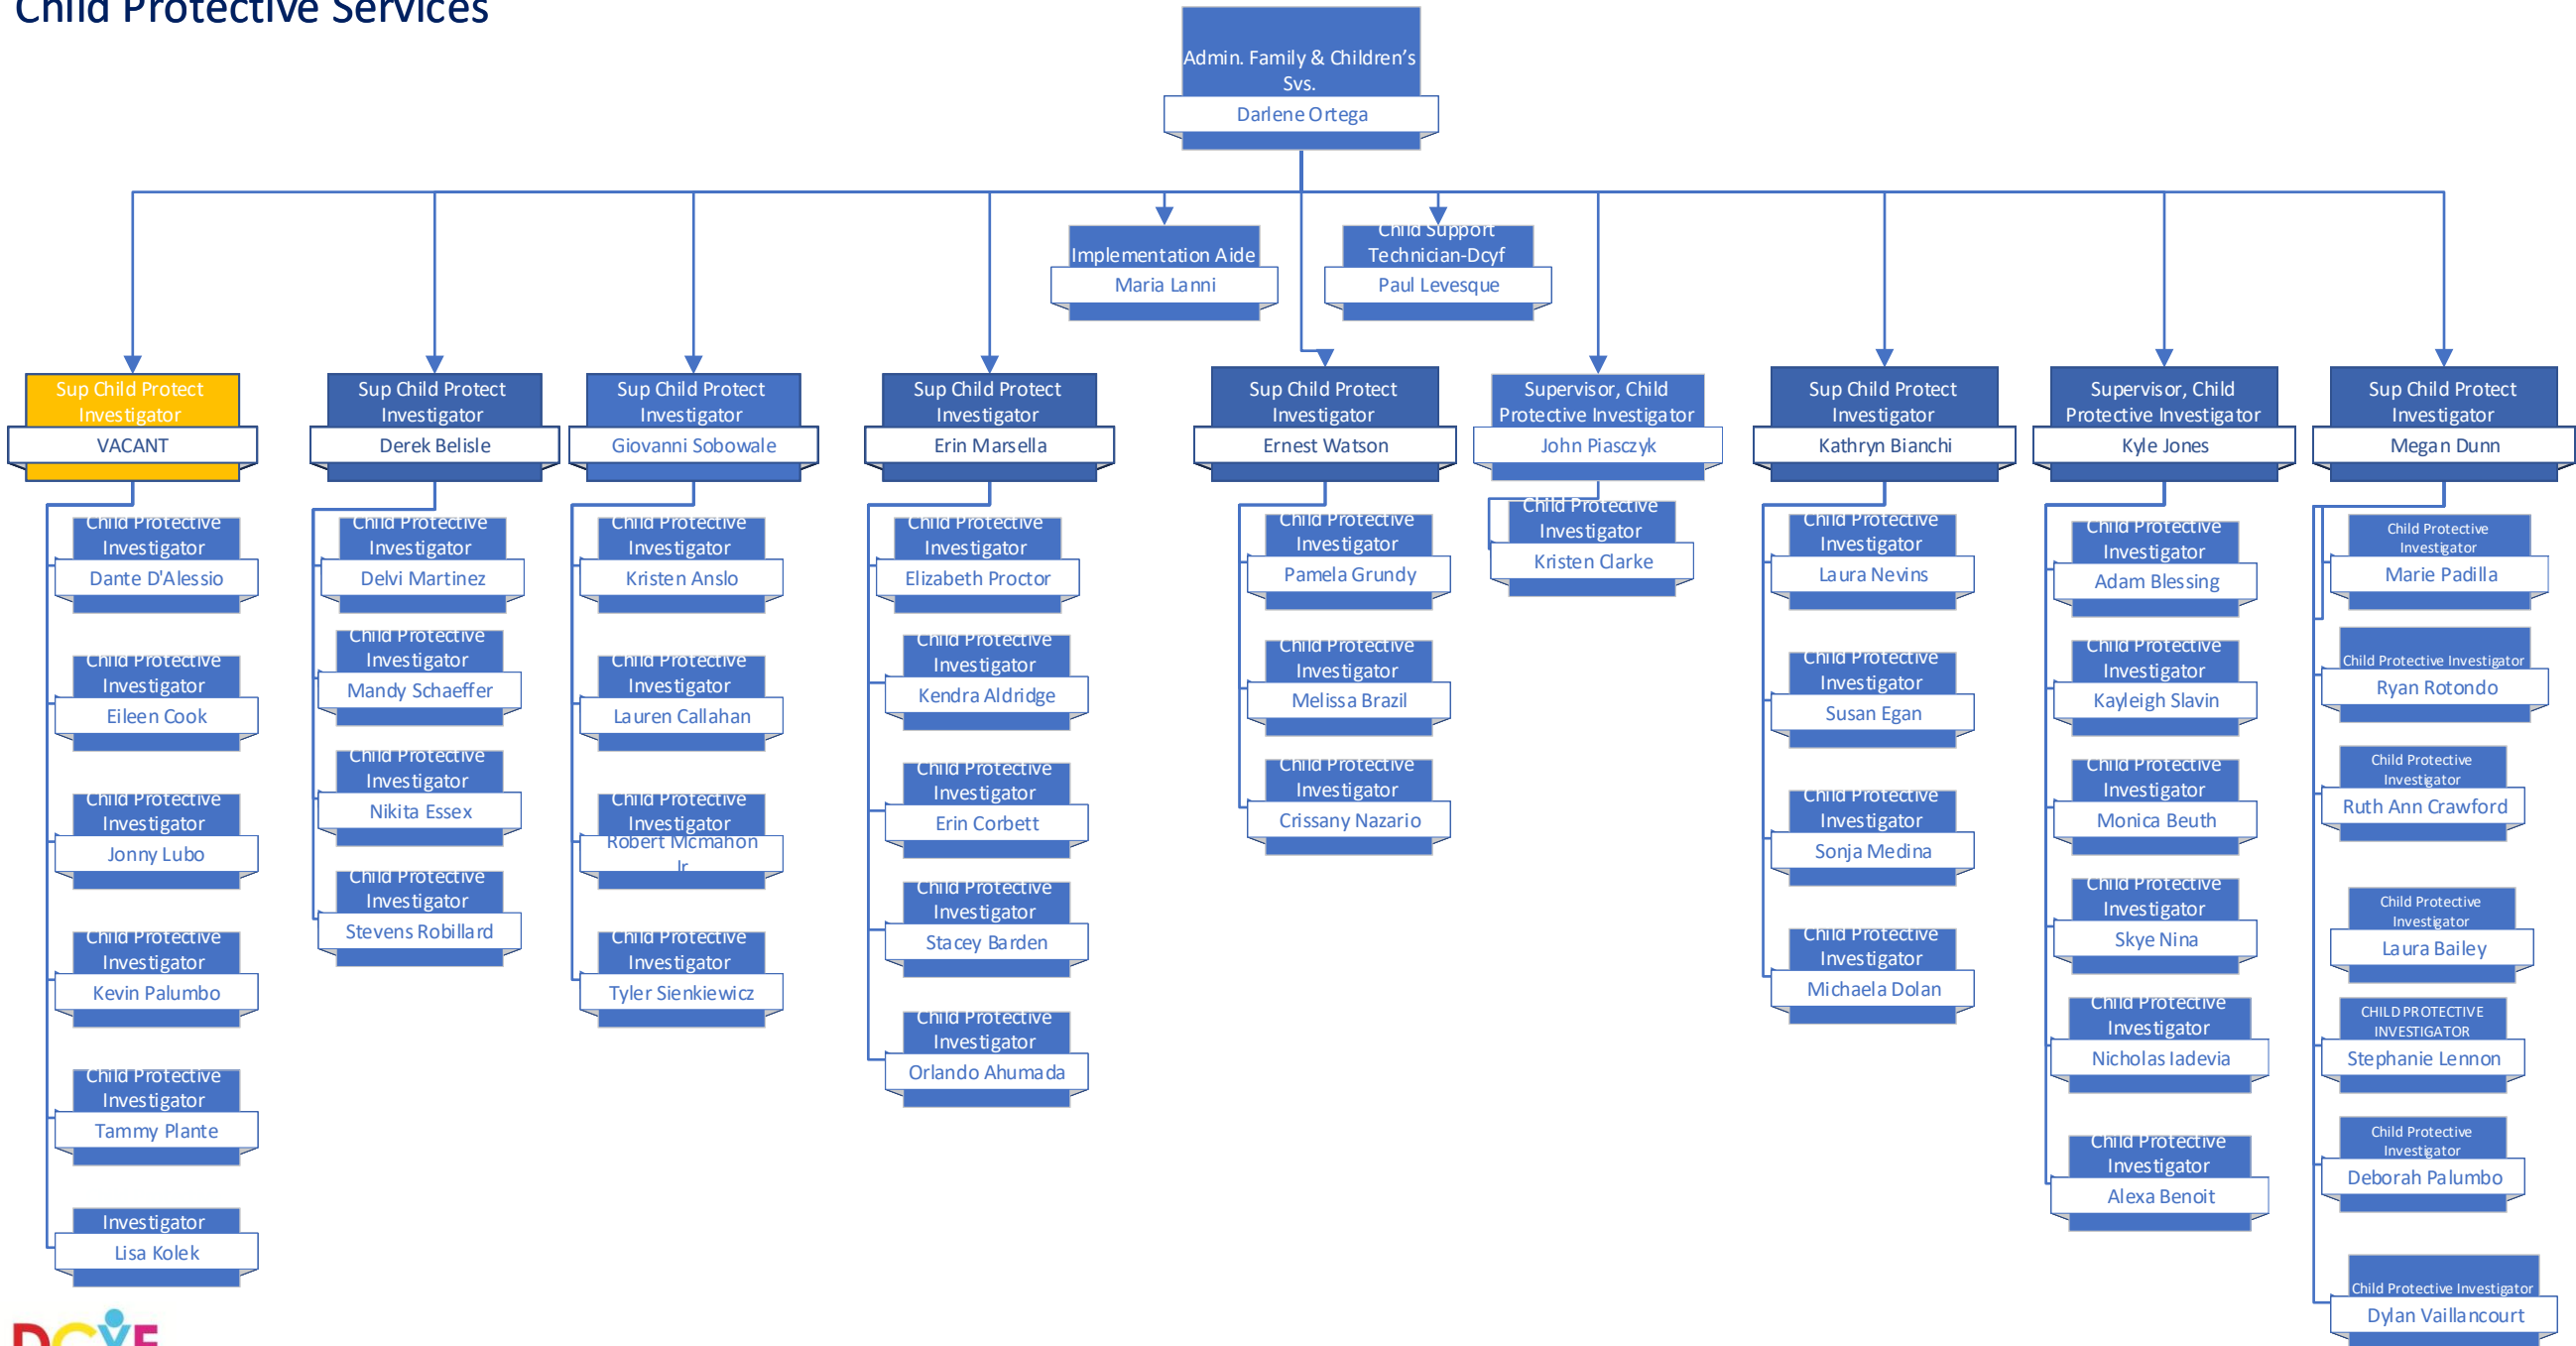 Child Protective Services
Admin. Family & Children's
Svs.
Darlene Ortega
Implementation Aide
Maria Lanni
Child Support
Technician-Dcyf
Paul Levesque
Sup Child Protect
Investigator
VACANT
Child Protective
Investigator
Dante D'Alessio
Child Protective
Investigator
Eileen Cook
Child Protective
Investigator
Jonny Lubo
Child Protective
Investigator
Kevin Palumbo
Child Protective
Investigator
Tammy Plante
Investigator
Lisa Kolek
Sup Child Protect
Investigator
Derek Belisle
Child Protective
Investigator
Delvi Martinez
Child Protective
Investigator
Mandy Schaeffer
Child Protective
Investigator
Nikita Essex
Child Protective
Investigator
Stevens Robillard
Sup Child Protect
Investigator
Giovanni Sobowale
Child Protective
Investigator
Kristen Anslo
Child Protective
Investigator
Lauren Callahan
Child Protective
Investigator
Robert Mcmahon
Jr
Child Protective
Investigator
Tyler Sienkiewicz
Sup Child Protect
Investigator
Erin Marsella
Child Protective
Investigator
Elizabeth Proctor
Child Protective
Investigator
Kendra Aldridge
Child Protective
Investigator
Erin Corbett
Child Protective
Investigator
Stacey Barden
Child Protective
Investigator
Orlando Ahumada
Sup Child Protect
Investigator
Ernest Watson
Child Protective
Investigator
Pamela Grundy
Child Protective
Investigator
Melissa Brazil
Child Protective
Investigator
Crissany Nazario
Supervisor, Child
Protective Investigator
John Piasczyk
Child Protective
Investigator
Kristen Clarke
Sup Child Protect
Investigator
Kathryn Bianchi
Child Protective
Investigator
Laura Nevins
Child Protective
Investigator
Susan Egan
Child Protective
Investigator
Sonja Medina
Child Protective
Investigator
Michaela Dolan
Supervisor, Child
Protective Investigator
Kyle Jones
Child Protective
Investigator
Adam Blessing
Child Protective
Investigator
Kayleigh Slavin
Child Protective
Investigator
Monica Beuth
Child Protective
Investigator
Skye Nina
Child Protective
Investigator
Nicholas Iadevia
Child Protective
Investigator
Alexa Benoit
Sup Child Protect
Investigator
Megan Dunn
Child Protective
Investigator
Marie Padilla
Child Protective Investigator
Ryan Rotondo
Child Protective
Investigator
Ruth Ann Crawford
Child Protective
Investigator
Laura Bailey
CHILD PROTECTIVE
INVESTIGATOR
Stephanie Lennon
Child Protective
Investigator
Deborah Palumbo
Child Protective Investigator
Dylan Vaillancourt
DCYF